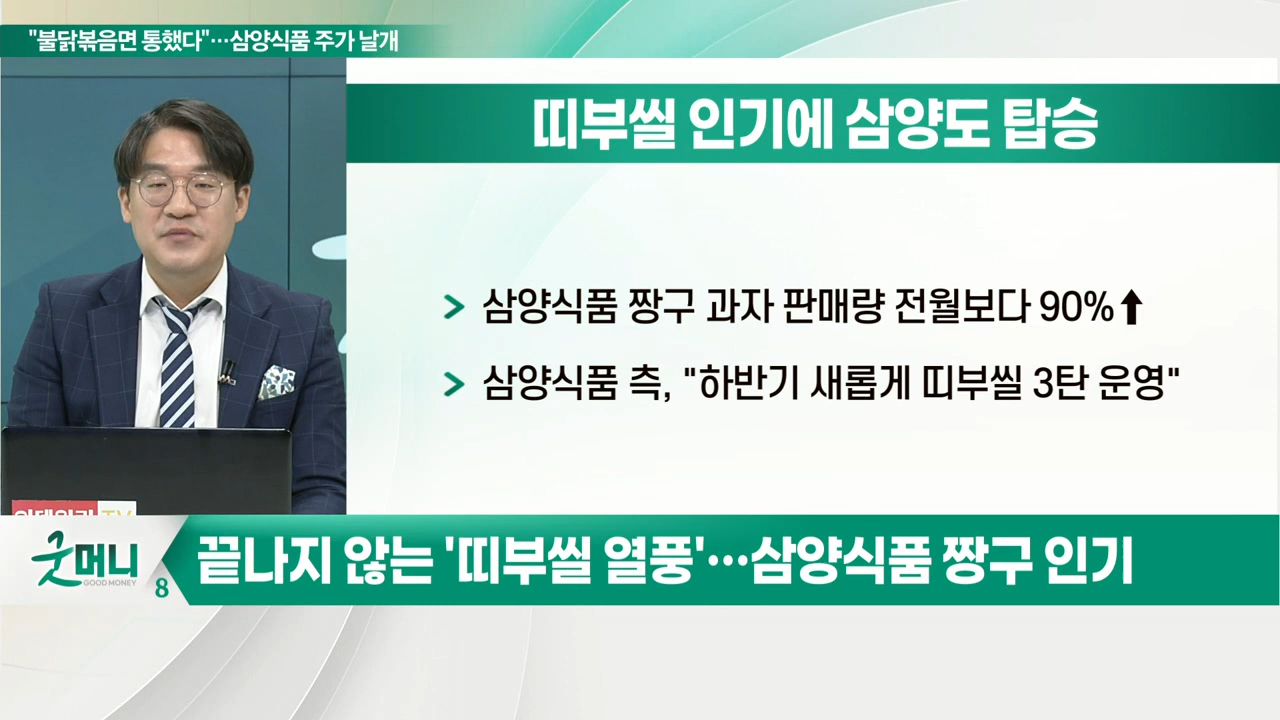 "불닭볶음면 통했다"…삼양식품 주가 날개
띠부씰 인기에 삼양도 탑승
> 삼양식품 짱구 과자 판매량 전월보다 90%⬆
> 삼양식품 측, "하반기 새롭게 띠부씰 3탄 운영"
굿머니
GOOD MONEY
8
끝나지 않는 '띠부씰 열풍'…삼양식품 짱구 인기